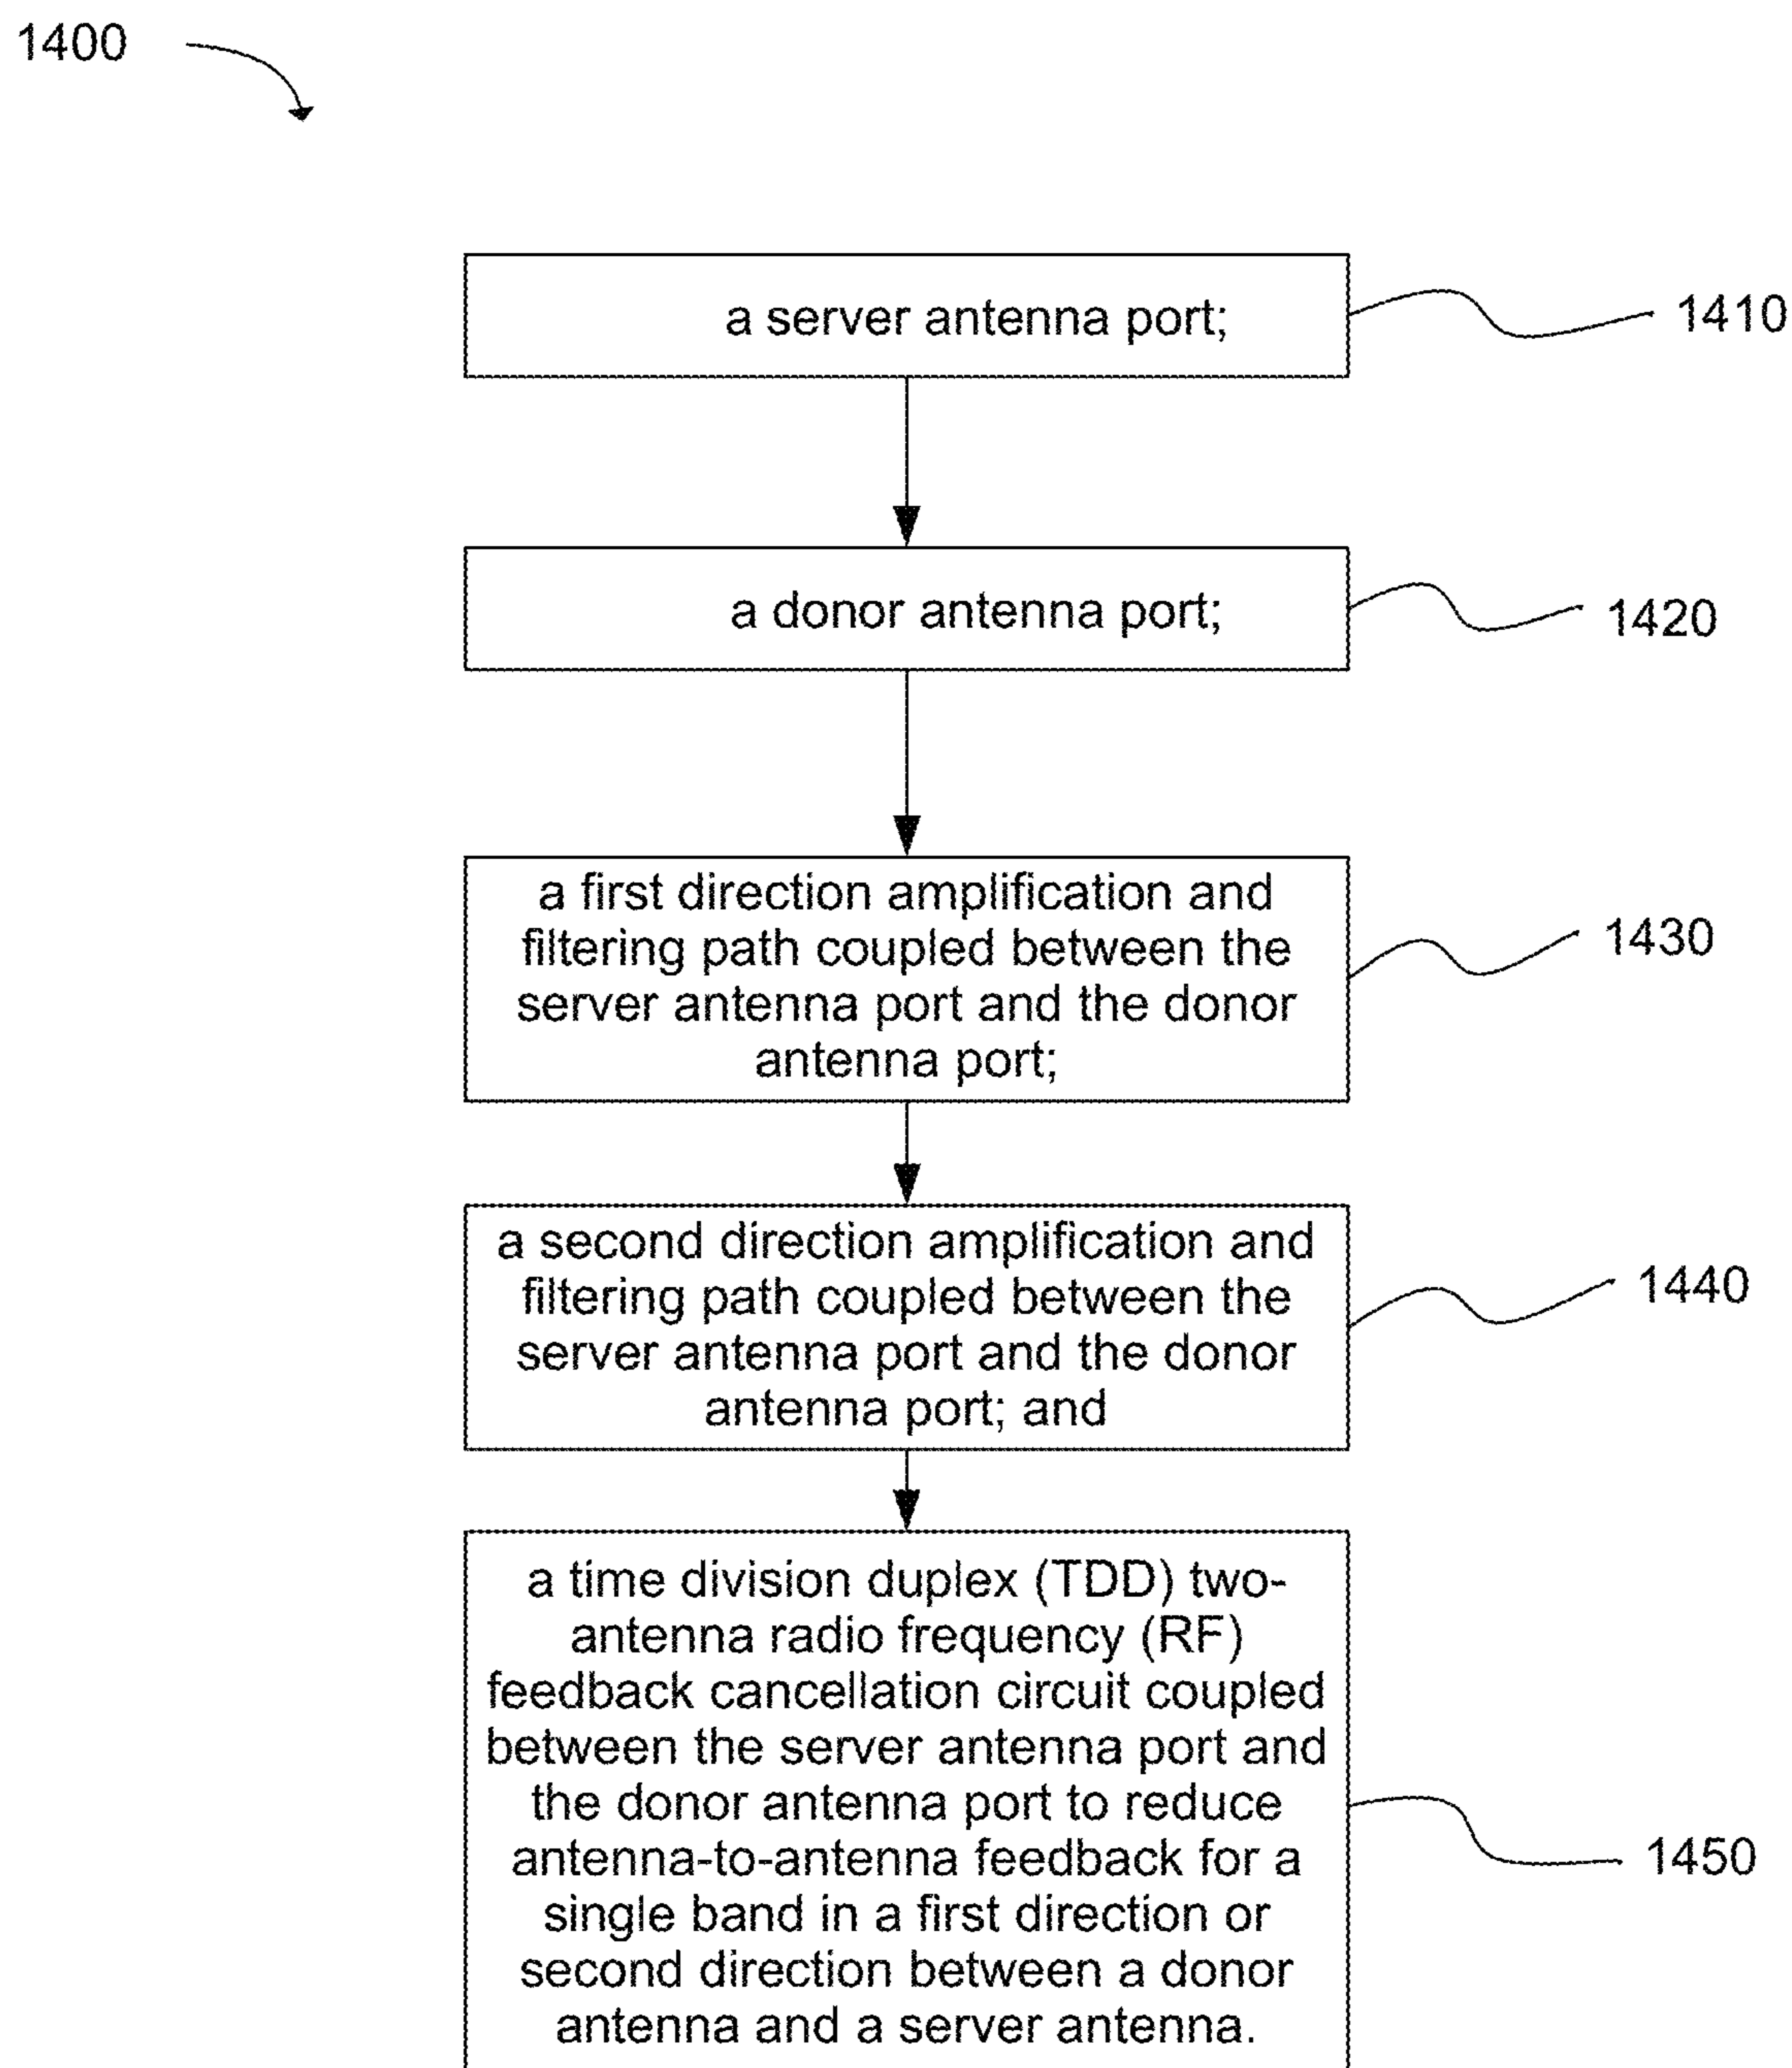 1400
a server antenna port;
1410
a donor antenna port;
1420
a first direction amplification and
filtering path coupled between the
server antenna port and the donor
antenna port;
1430
a second direction amplification and
filtering path coupled between the
server antenna port and the donor
antenna port; and
1440
a time division duplex (TDD) two-
antenna radio frequency (RF)
feedback cancellation circuit coupled
between the server antenna port and
the donor antenna port to reduce
antenna-to-antenna feedback for a
single band in a first direction or
second direction between a donor
antenna and a server antenna.
1450